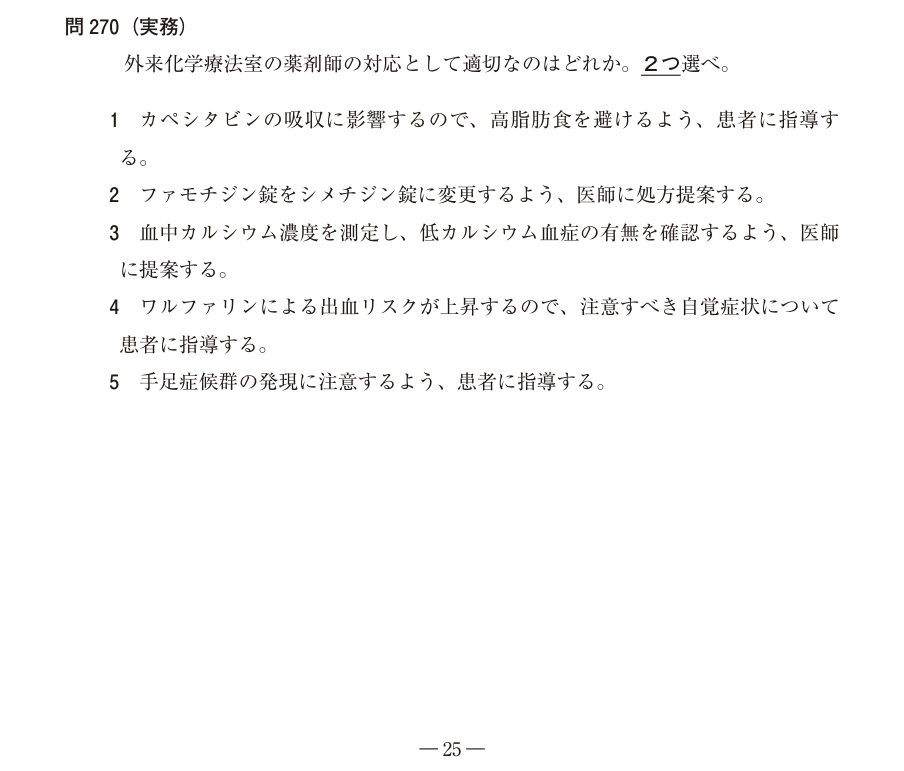 問 270（実務）
外来化学療法室の薬剤師の対応として適切なのはどれか。２つ選べ。
1 カペシタビンの吸収に影響するので、高脂肪食を避けるよう、患者に指導す
る。
2 ファモチジン錠をシメチジン錠に変更するよう、医師に処方提案する。
3 血中カルシウム濃度を測定し、低カルシウム血症の有無を確認するよう、医師
に提案する。
4 ワルファリンによる出血リスクが上昇するので、注意すべき自覚症状について
患者に指導する。
5 手足症候群の発現に注意するよう、患者に指導する。
― 25 ―